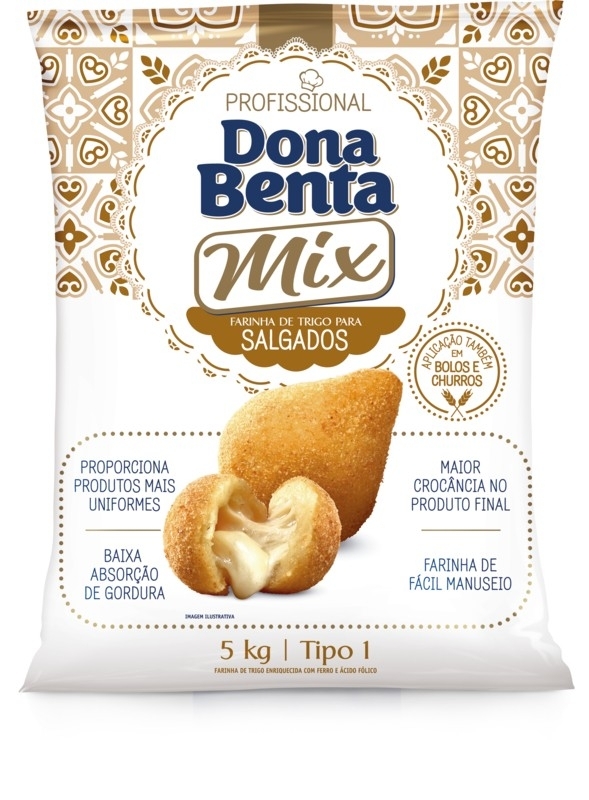 PROFISSIONAL
Dona
Benta
Mix
FARINHA DE TRIGO PARA
SALGADOS
APLICAÇÃO TAMBÉM
EM
BOLOS E
CHURROS
PROPORCIONA
PRODUTOS MAIS
UNIFORMES
BAIXA
ABSORÇÃO
DE GORDURA
MAIOR
CROCÂNCIA NO
PRODUTO FINAL
FARINHA DE
FÁCIL MANUSEIO
IMAGEM ILUSTRATIVA
5 kg | Tipo 1
FARINHA DE TRIGO ENRIQUECIDA COM FERRO E ÁCIDO FÓLICO